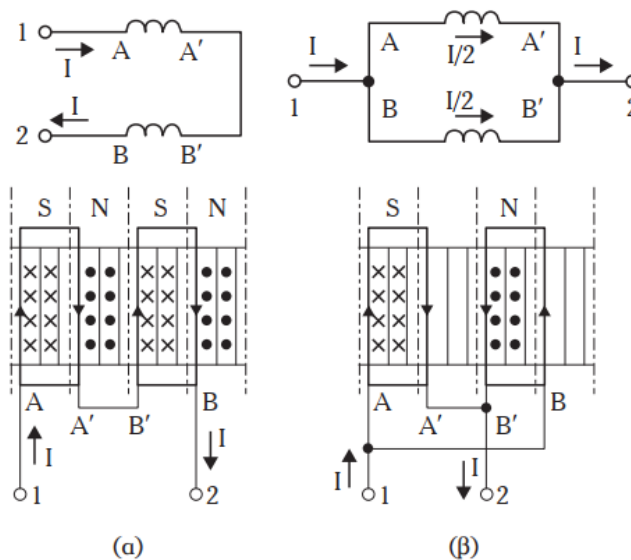 1 A A′
I
I
2 B B′
I A A′ I
I/2
1 I/2 2
B B′
S N S N
A A′ B′ B
I I
1 2
(α)
S N
A A′ B′ B
I I
1 2
(β)